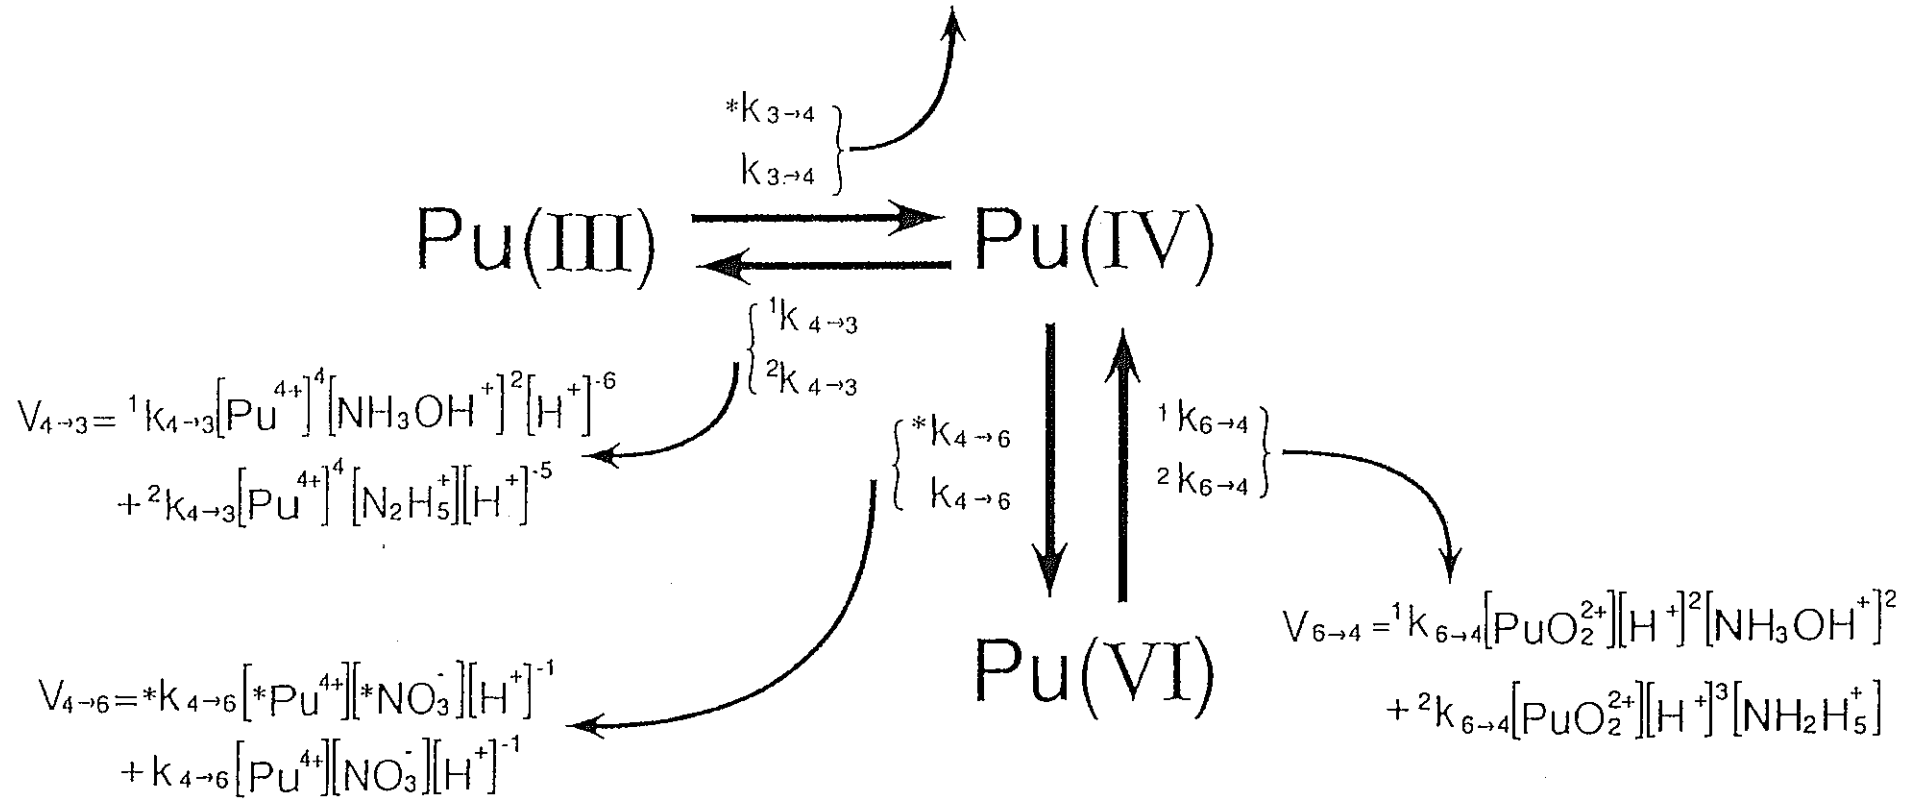 *k3→4
k3→4
Pu(III) Pu(IV)
¹k4→3
²k4→3
V4→3= ¹k4→3[Pu⁴⁺]⁴[NH₃OH⁺]²[H⁺]⁻⁶
+²k4→3[Pu⁴⁺]⁴[N₂H₅⁺][H⁺]⁻⁵
*k4→6
k4→6
¹k6→4
²k6→4
V6→4=¹k6→4[PuO₂²⁺][H⁺]²[NH₃OH⁺]²
+²k6→4[PuO₂²⁺][H⁺]³[NH₂H₅⁺]
Pu(VI)
V4→6=*k4→6[*Pu⁴⁺][*NO₃⁻][H⁺]⁻¹
+k4→6[Pu⁴⁺][NO₃⁻][H⁺]⁻¹